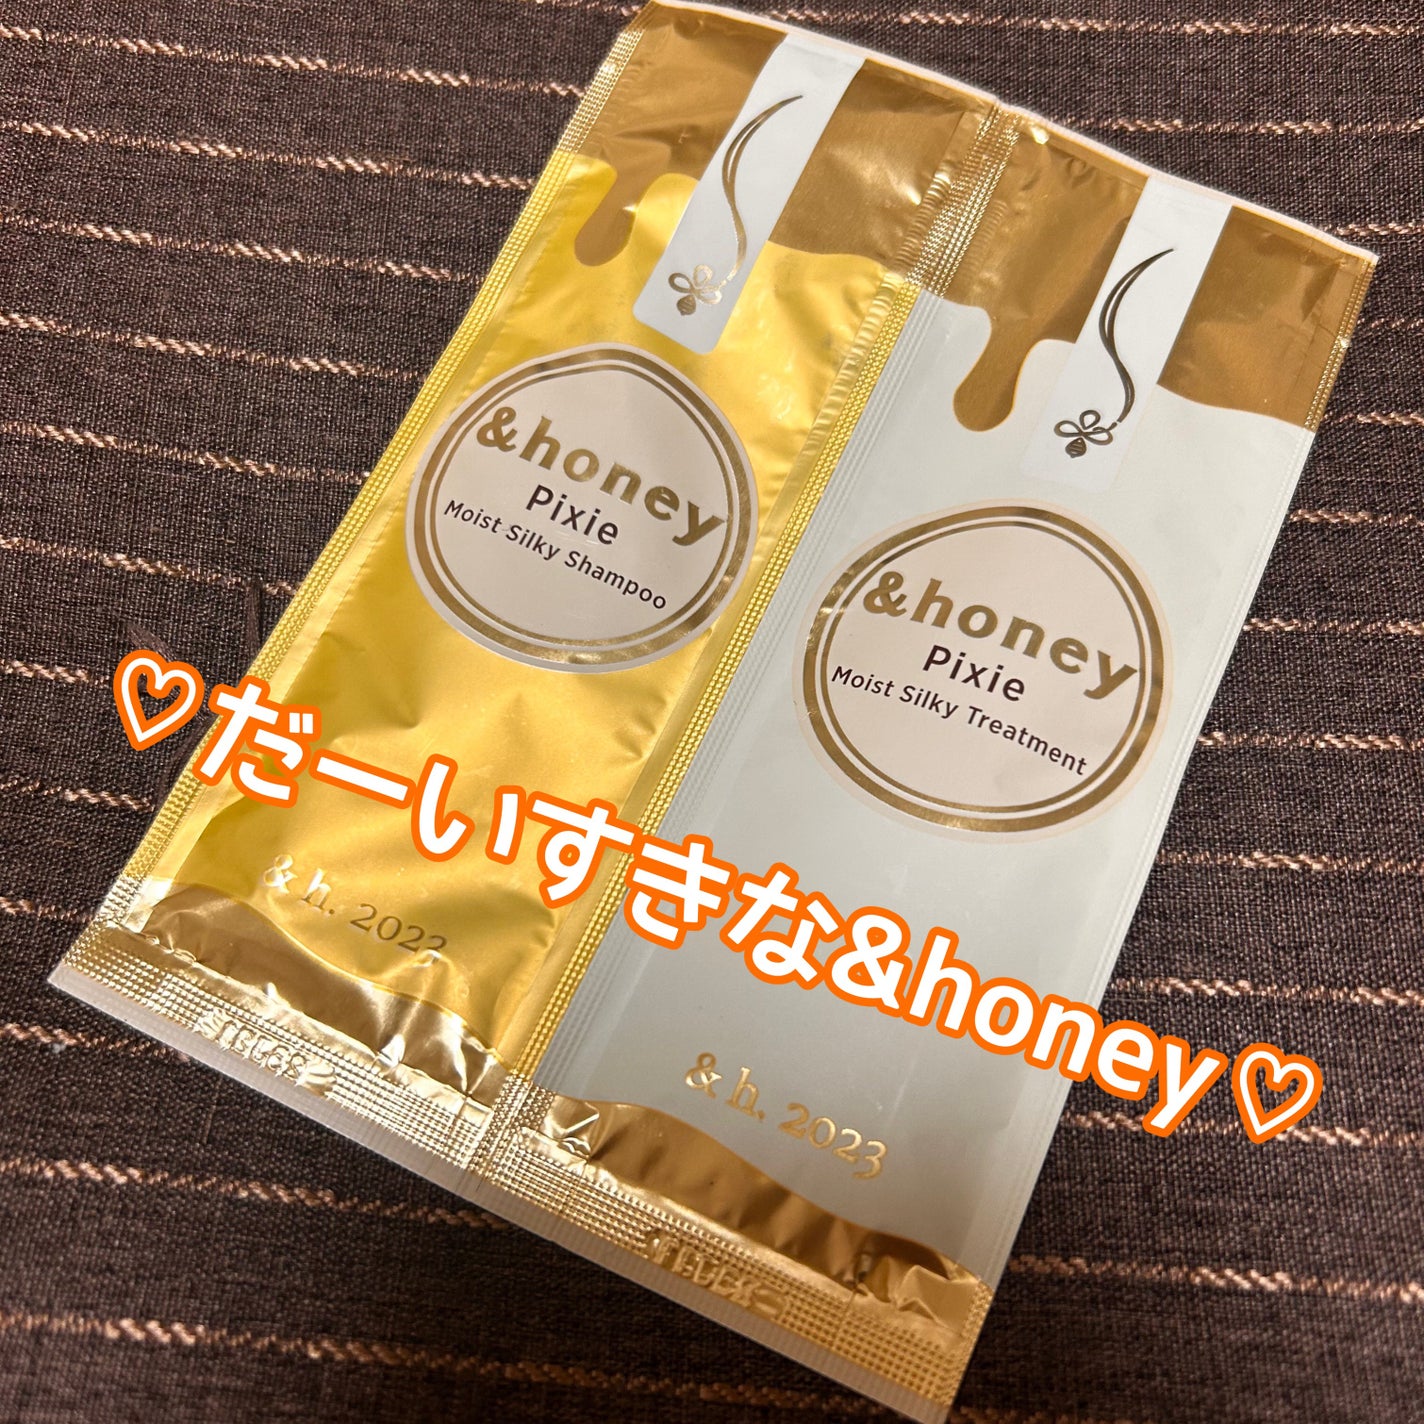 &honey
Pixie
Moist Silky Shampoo
&honey
Pixie
Moist Silky Treatment
♡だーいすきな&honey♡
& h. 2023
& h. 2023